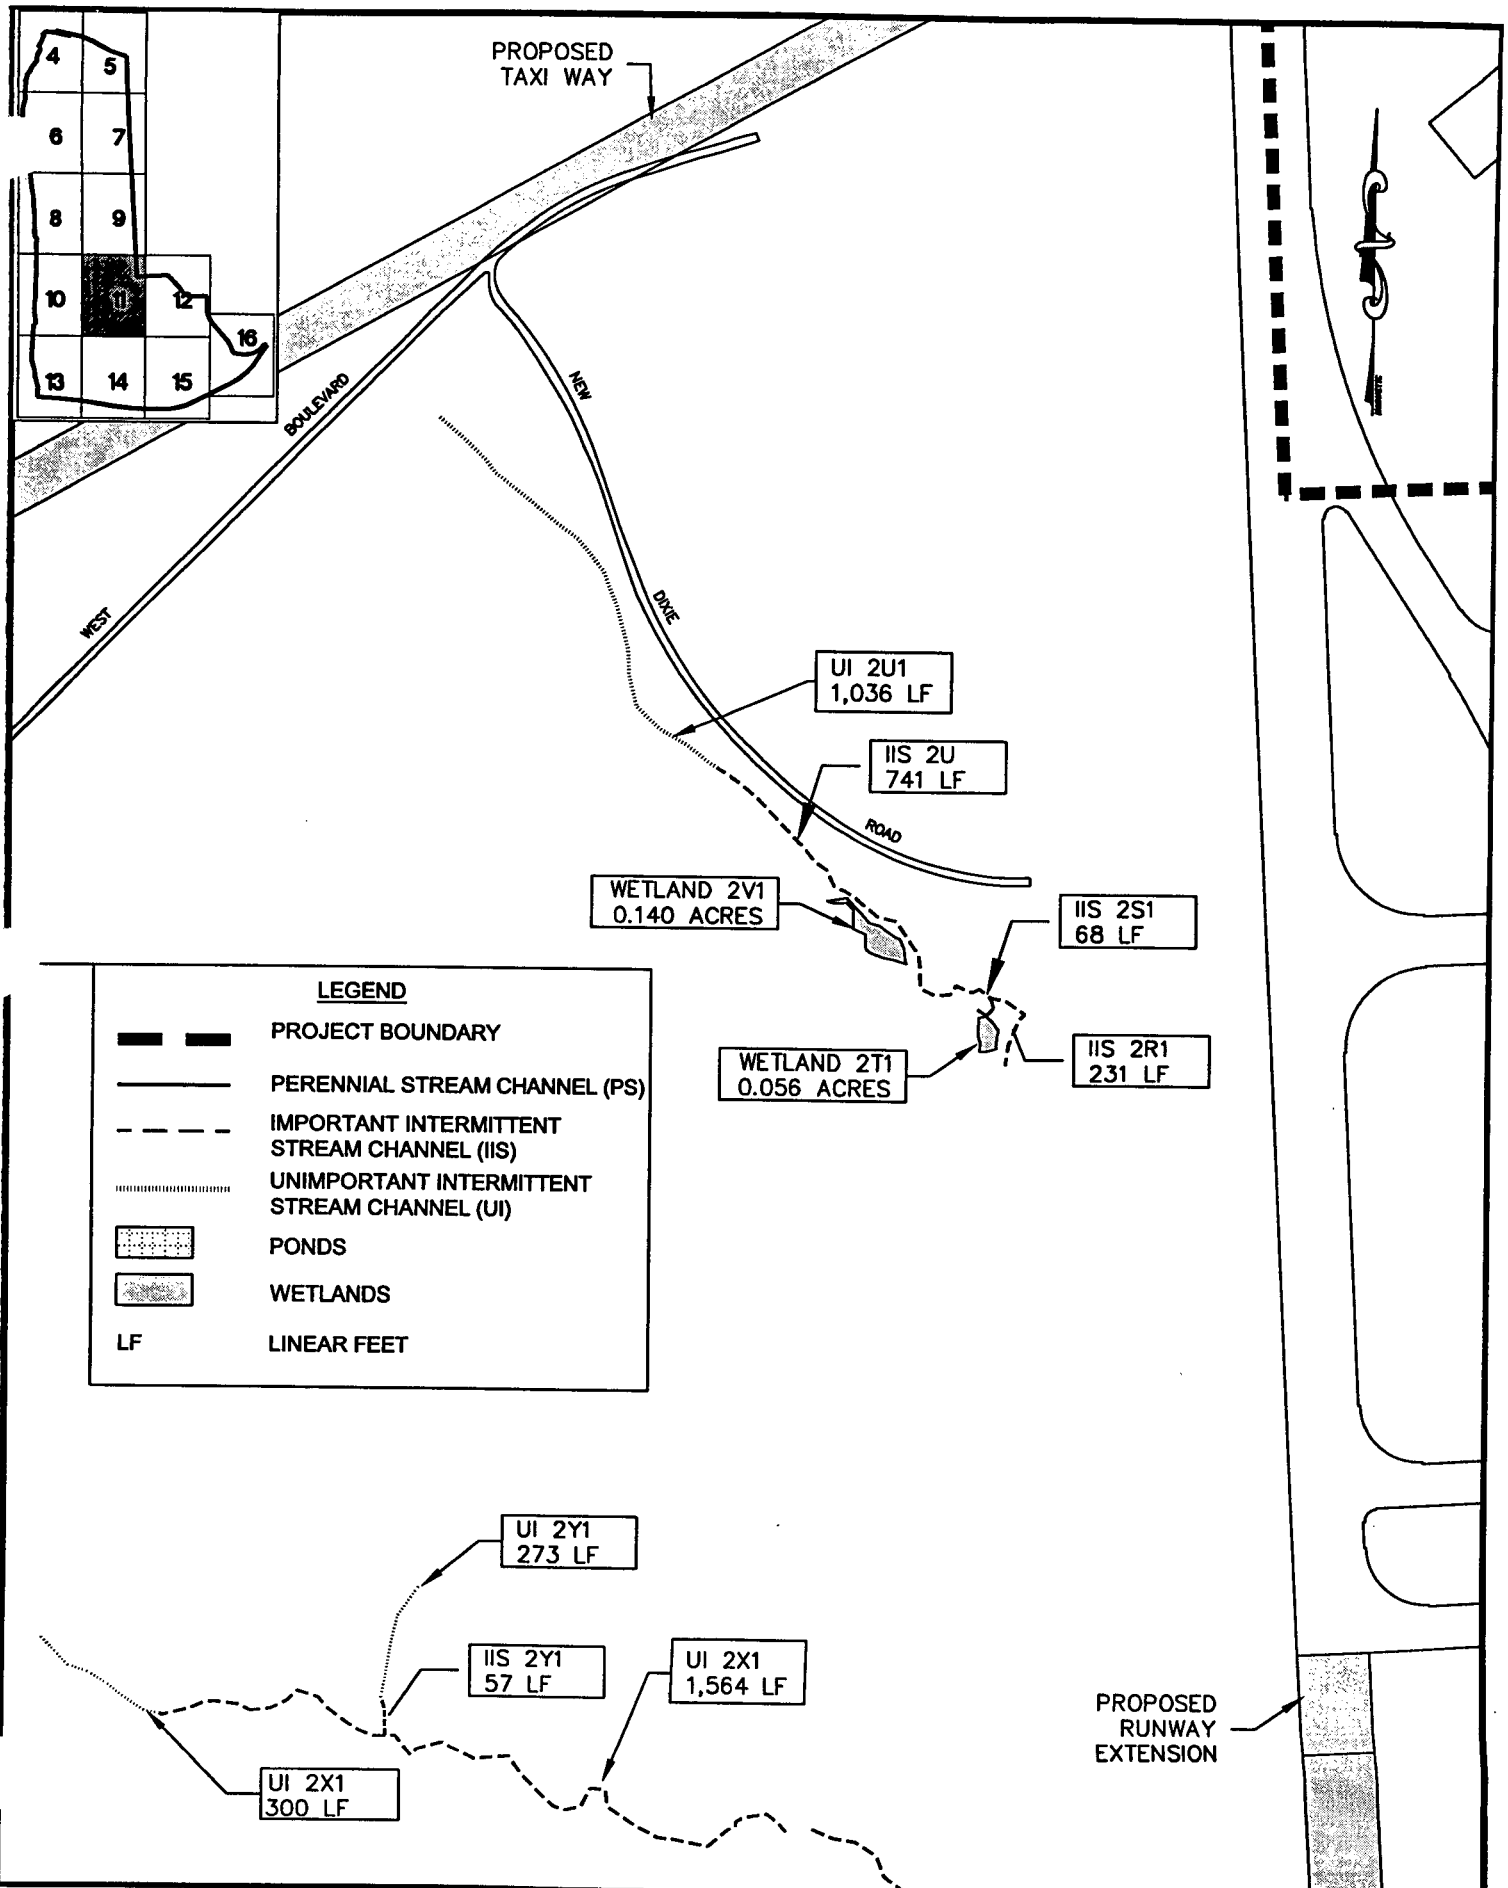 4
5
6
7
8
9
10
11
12
16
13
14
15
PROPOSED
TAXI WAY
WEST
BOULEVARD
NEW
DIXIE
ROAD
UI 2U1
1,036 LF
IIS 2U
741 LF
WETLAND 2V1
0.140 ACRES
IIS 2S1
68 LF
WETLAND 2T1
0.056 ACRES
IIS 2R1
231 LF
LEGEND
PROJECT BOUNDARY
PERENNIAL STREAM CHANNEL (PS)
IMPORTANT INTERMITTENT
STREAM CHANNEL (IIS)
UNIMPORTANT INTERMITTENT
STREAM CHANNEL (UI)
PONDS
WETLANDS
LF LINEAR FEET
UI 2Y1
273 LF
IIS 2Y1
57 LF
UI 2X1
1,564 LF
UI 2X1
300 LF
PROPOSED
RUNWAY
EXTENSION